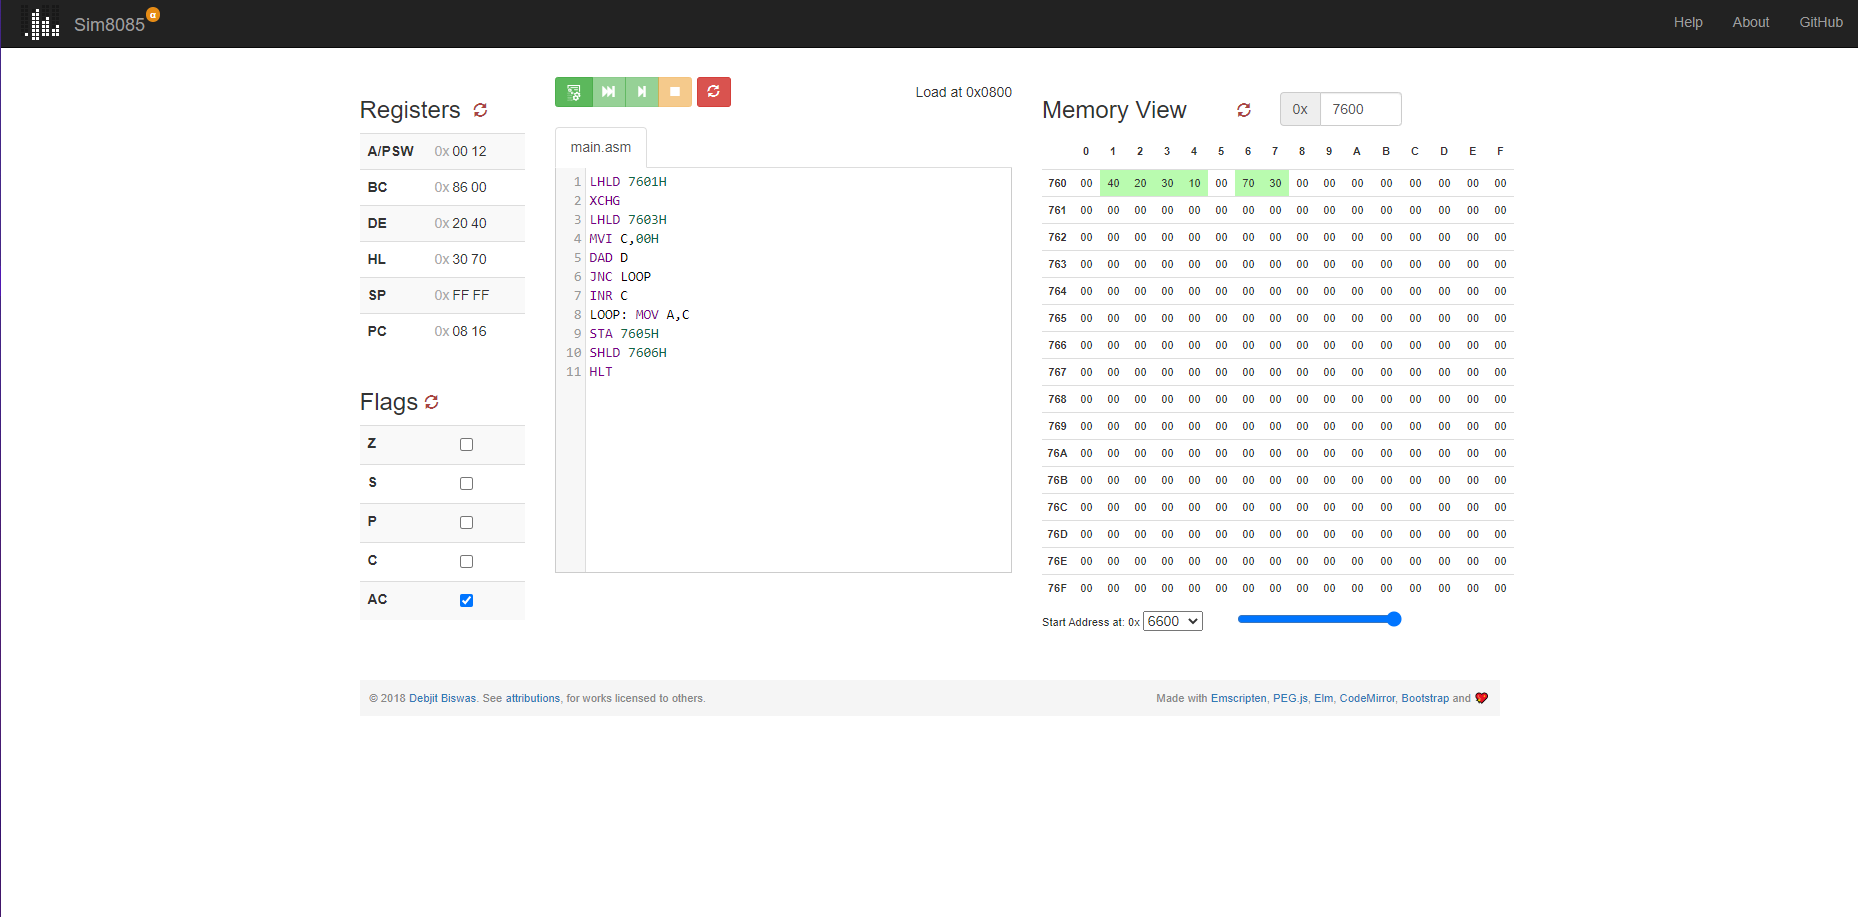 Sim8085 α
Help About GitHub
Registers
A/PSW 0x 00 12
BC 0x 86 00
DE 0x 20 40
HL 0x 30 70
SP 0x FF FF
PC 0x 08 16
Flags
Z
S
P
C
AC
Load at 0x0800
main.asm
1 LHLD 7601H
2 XCHG
3 LHLD 7603H
4 MVI C,00H
5 DAD D
6 JNC LOOP
7 INR C
8 LOOP: MOV A,C
9 STA 7605H
10 SHLD 7606H
11 HLT
Memory View 0x 7600
0 1 2 3 4 5 6 7 8 9 A B C D E F
760 00 40 20 30 10 00 70 30 00 00 00 00 00 00 00 00
761 00 00 00 00 00 00 00 00 00 00 00 00 00 00 00 00
762 00 00 00 00 00 00 00 00 00 00 00 00 00 00 00 00
763 00 00 00 00 00 00 00 00 00 00 00 00 00 00 00 00
764 00 00 00 00 00 00 00 00 00 00 00 00 00 00 00 00
765 00 00 00 00 00 00 00 00 00 00 00 00 00 00 00 00
766 00 00 00 00 00 00 00 00 00 00 00 00 00 00 00 00
767 00 00 00 00 00 00 00 00 00 00 00 00 00 00 00 00
768 00 00 00 00 00 00 00 00 00 00 00 00 00 00 00 00
769 00 00 00 00 00 00 00 00 00 00 00 00 00 00 00 00
76A 00 00 00 00 00 00 00 00 00 00 00 00 00 00 00 00
76B 00 00 00 00 00 00 00 00 00 00 00 00 00 00 00 00
76C 00 00 00 00 00 00 00 00 00 00 00 00 00 00 00 00
76D 00 00 00 00 00 00 00 00 00 00 00 00 00 00 00 00
76E 00 00 00 00 00 00 00 00 00 00 00 00 00 00 00 00
76F 00 00 00 00 00 00 00 00 00 00 00 00 00 00 00 00
Start Address at: 0x 6600
© 2018 Debjit Biswas. See attributions, for works licensed to others.
Made with Emscripten, PEG.js, Elm, CodeMirror, Bootstrap and